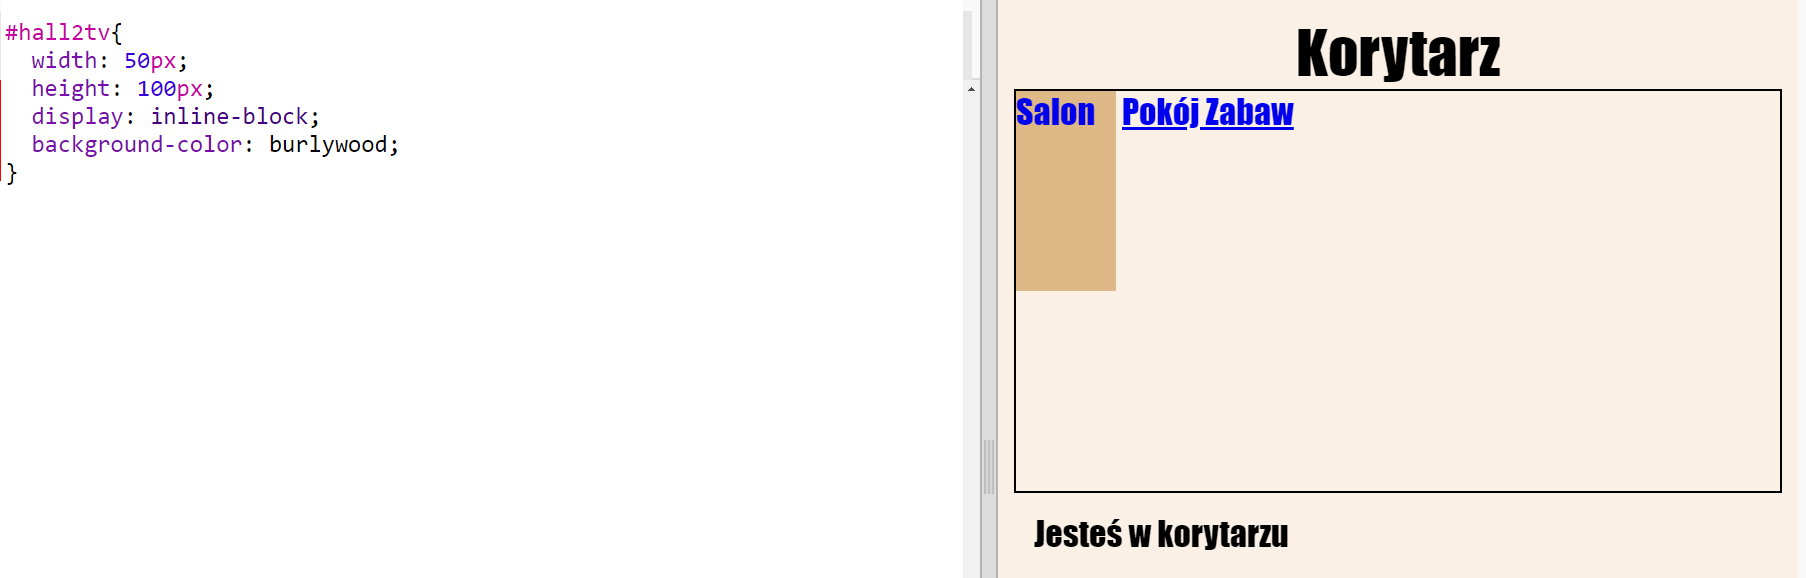 #hall2tv{
width: 50px;
height: 100px;
display: inline-block;
background-color: burlywood;
}
Korytarz
Salon Pokój Zabaw
Jesteś w korytarzu